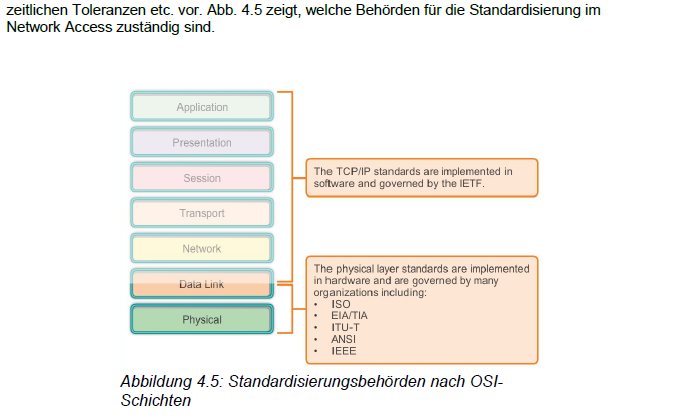 zeitlichen Toleranzen etc. vor. Abb. 4.5 zeigt, welche Behörden für die Standardisierung im
Network Access zuständig sind.
Application
Presentation
Session
Transport
Network
Data Link
Physical
The TCP/IP standards are implemented in
software and governed by the IETF.
The physical layer standards are implemented
in hardware and are governed by many
organizations including:
• ISO
• EIA/TIA
• ITU-T
• ANSI
• IEEE
Abbildung 4.5: Standardisierungsbehörden nach OSI-
Schichten